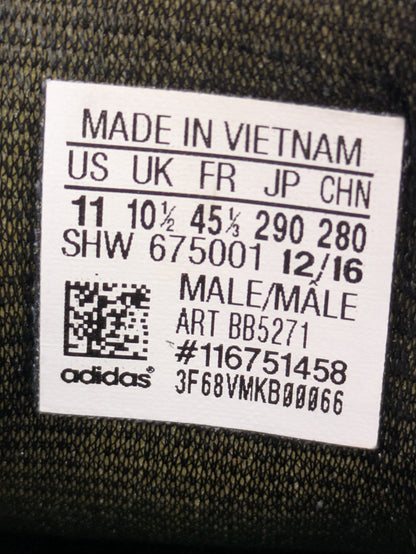 MADE IN VIETNAM
US UK FR JP CHN
11 10½ 45⅓ 290 280
SHW 675001 12/16
MALE/MÂLE
ART BB5271
#116751458
adidas® 3F68VMKB00066